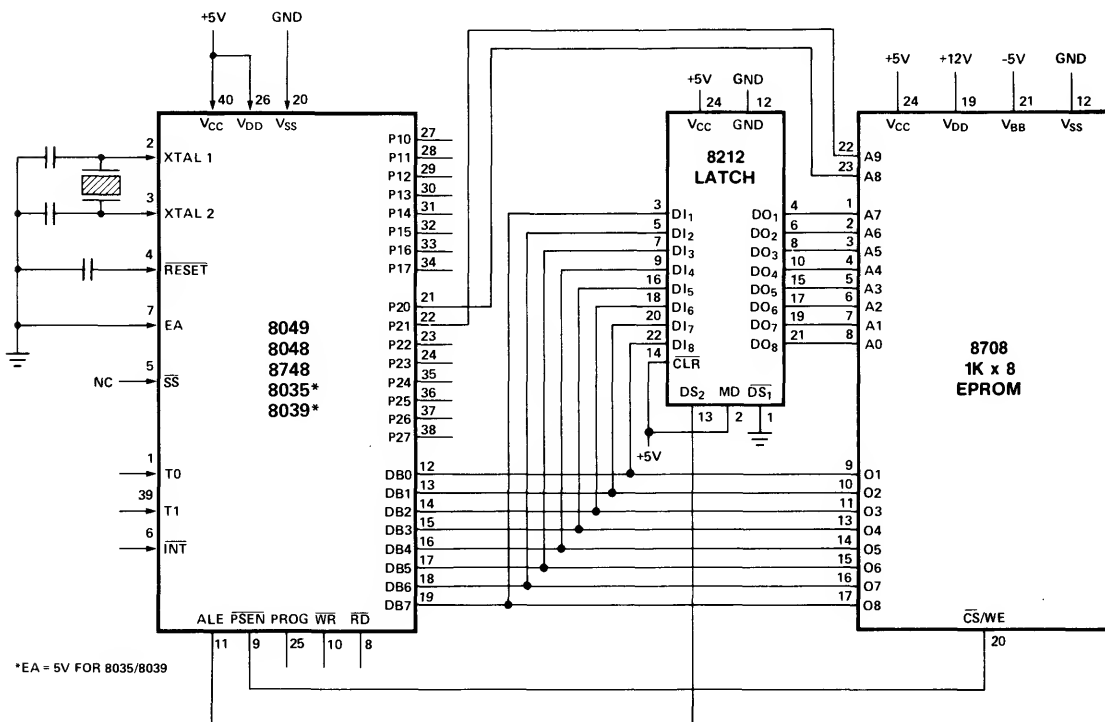 +5V GND
40 26 20
VCC VDD VSS
2 XTAL 1
3 XTAL 2
4 RESET
7 EA
NC 5 SS
1 T0
39 T1
6 INT
8049
8048
8748
8035*
8039*
P10 27
P11 28
P12 29
P13 30
P14 31
P15 32
P16 33
P17 34
P20 21
P21 22
P22 23
P23 24
P24 35
P25 36
P26 37
P27 38
DB0 12
DB1 13
DB2 14
DB3 15
DB4 16
DB5 17
DB6 18
DB7 19
ALE PSEN PROG WR RD
11 9 25 10 8
*EA = 5V FOR 8035/8039
+5V GND
24 12
VCC GND
8212
LATCH
3 DI1 DO1 4
5 DI2 DO2 6
7 DI3 DO3 8
9 DI4 DO4 10
16 DI5 DO5 15
18 DI6 DO6 17
20 DI7 DO7 19
22 DI8 DO8 21
14 CLR
DS2 MD DS1
13 2 1
+5V
+5V +12V -5V GND
24 19 21 12
VCC VDD VBB VSS
22 A9
23 A8
1 A7
2 A6
3 A5
4 A4
5 A3
6 A2
7 A1
8 A0
8708
1K x 8
EPROM
9 O1
10 O2
11 O3
13 O4
14 O5
15 O6
16 O7
17 O8
CS/WE
20